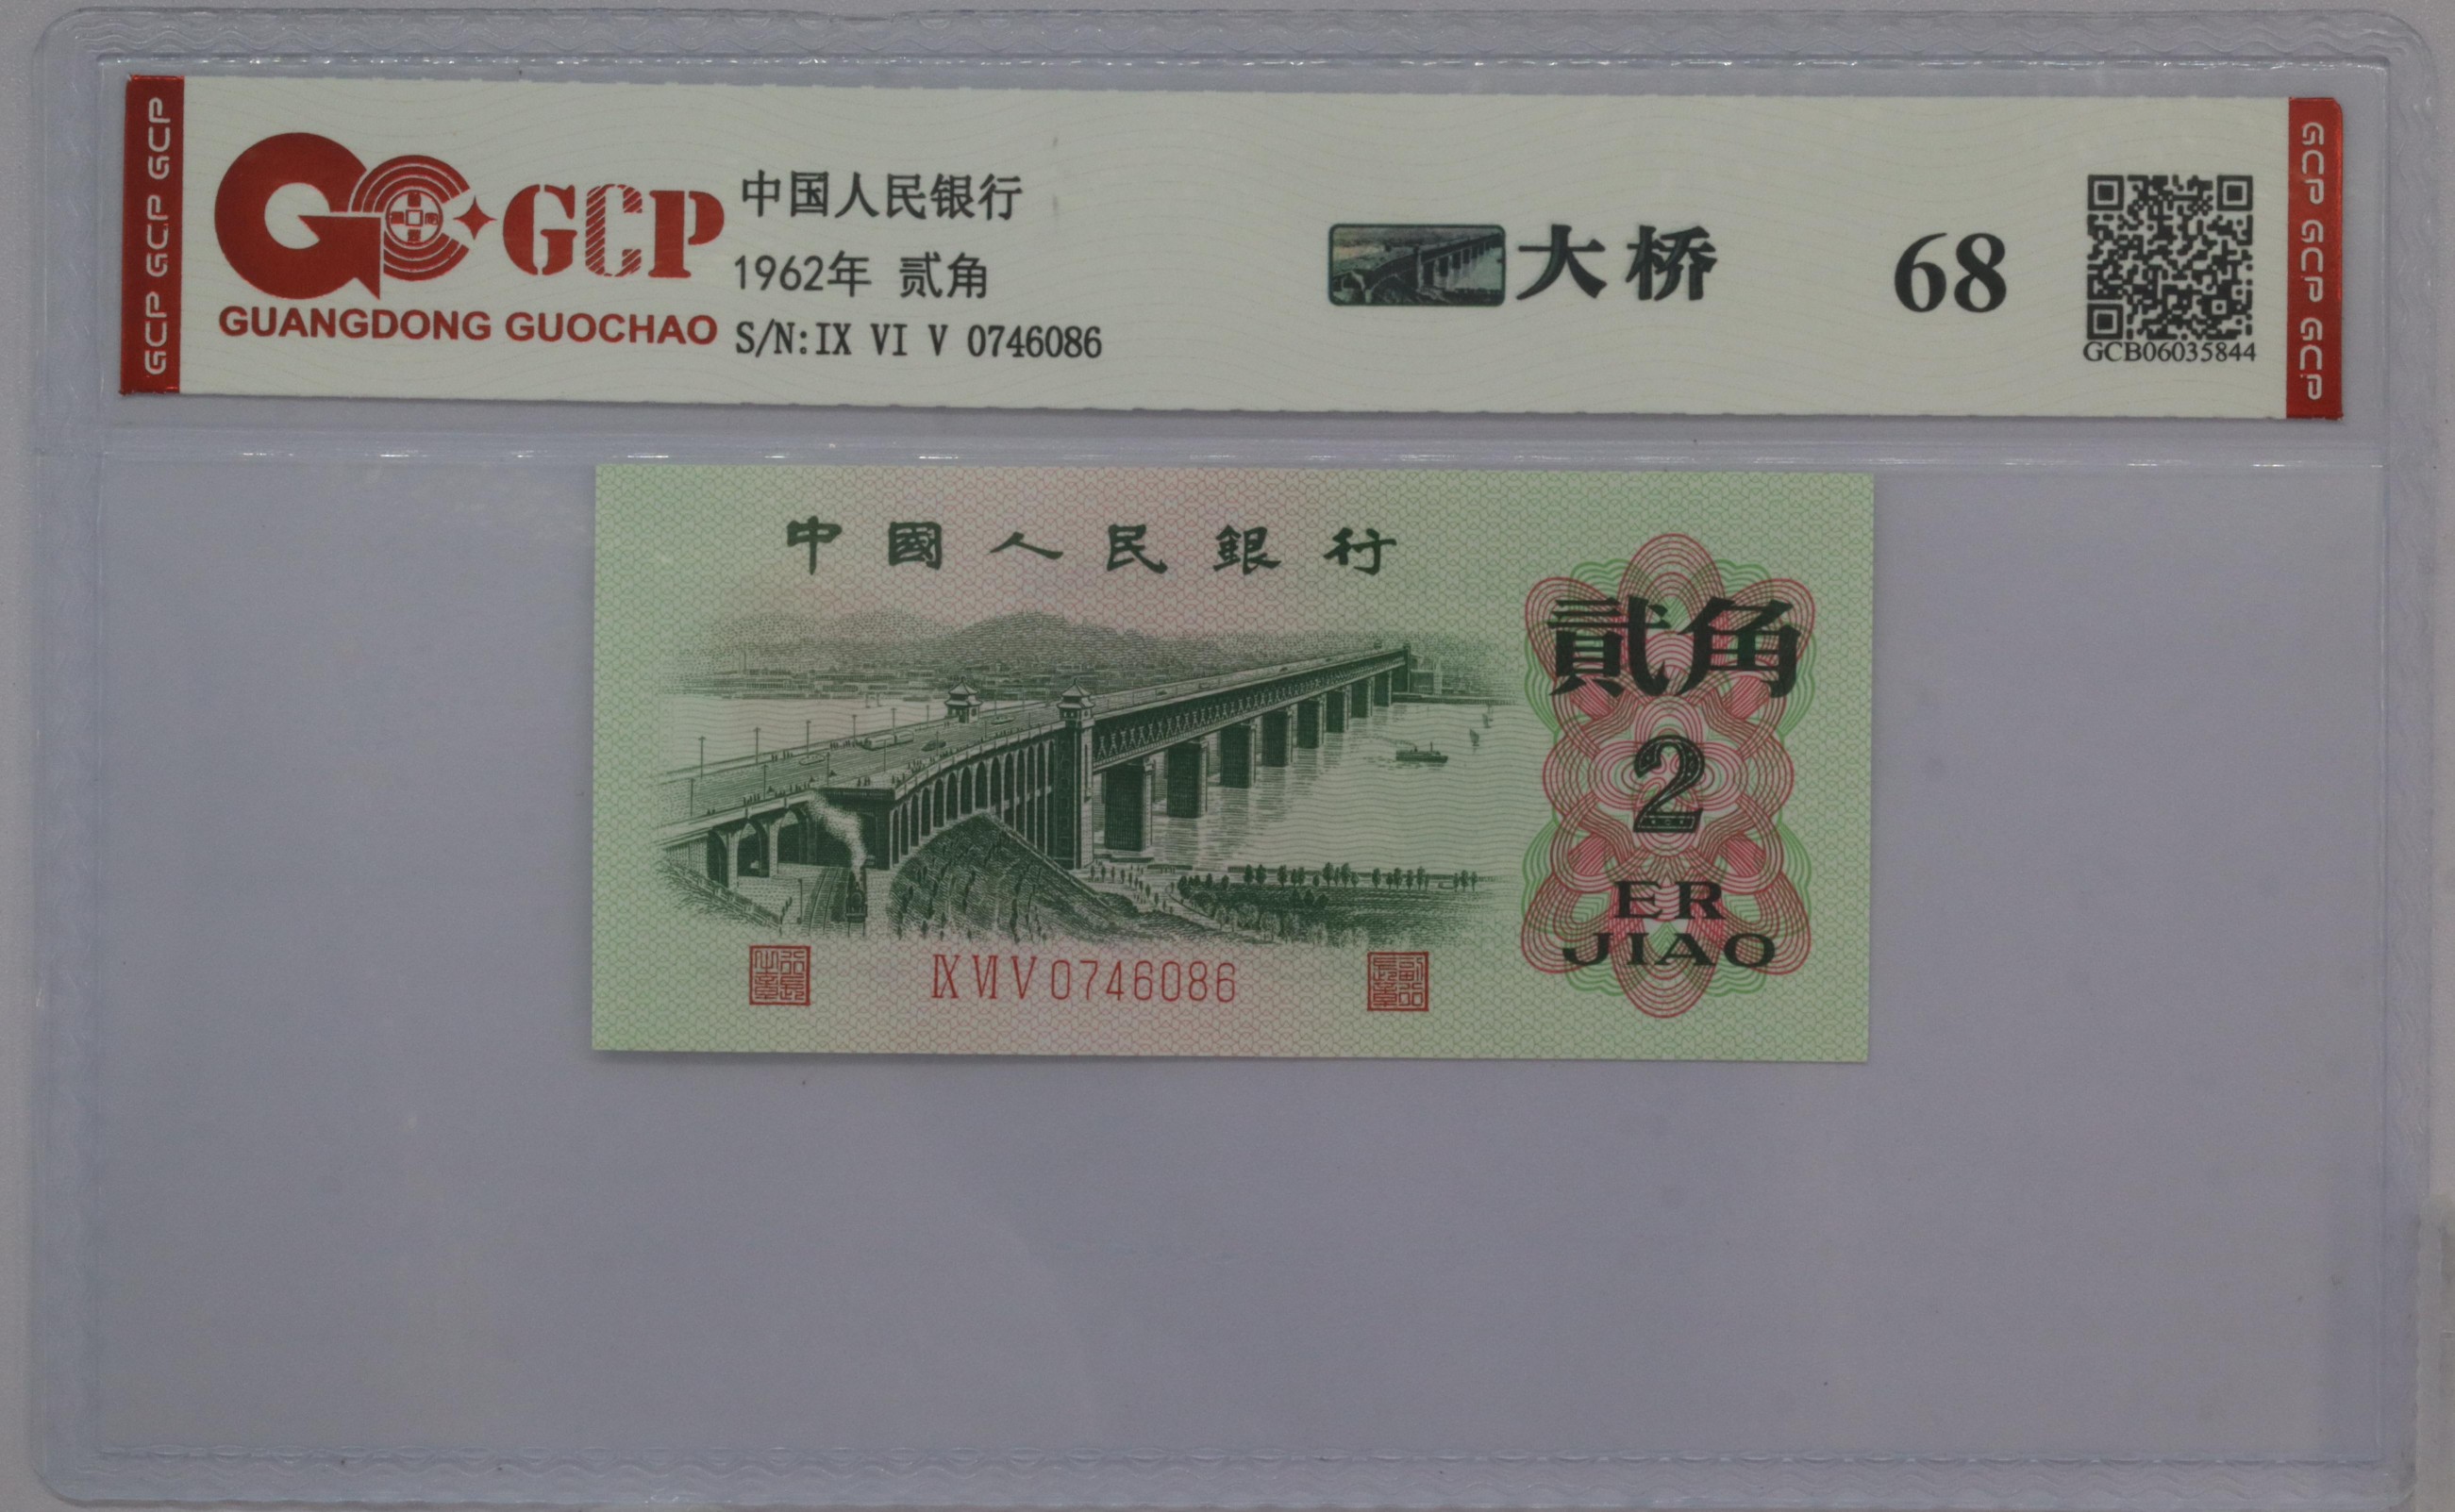 GCP GCP GCP
GCP
GUANGDONG GUOCHAO
中国人民银行
1962年 贰角
S/N:IX VI V 0746086
大桥
68
GCB06035844
GCP GCP GCP
中國人民銀行
貳角
2
ER
JIAO
IX VI V 0746086